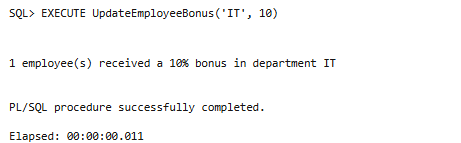 SQL> EXECUTE UpdateEmployeeBonus('IT', 10)
1 employee(s) received a 10% bonus in department IT
PL/SQL procedure successfully completed.
Elapsed: 00:00:00.011